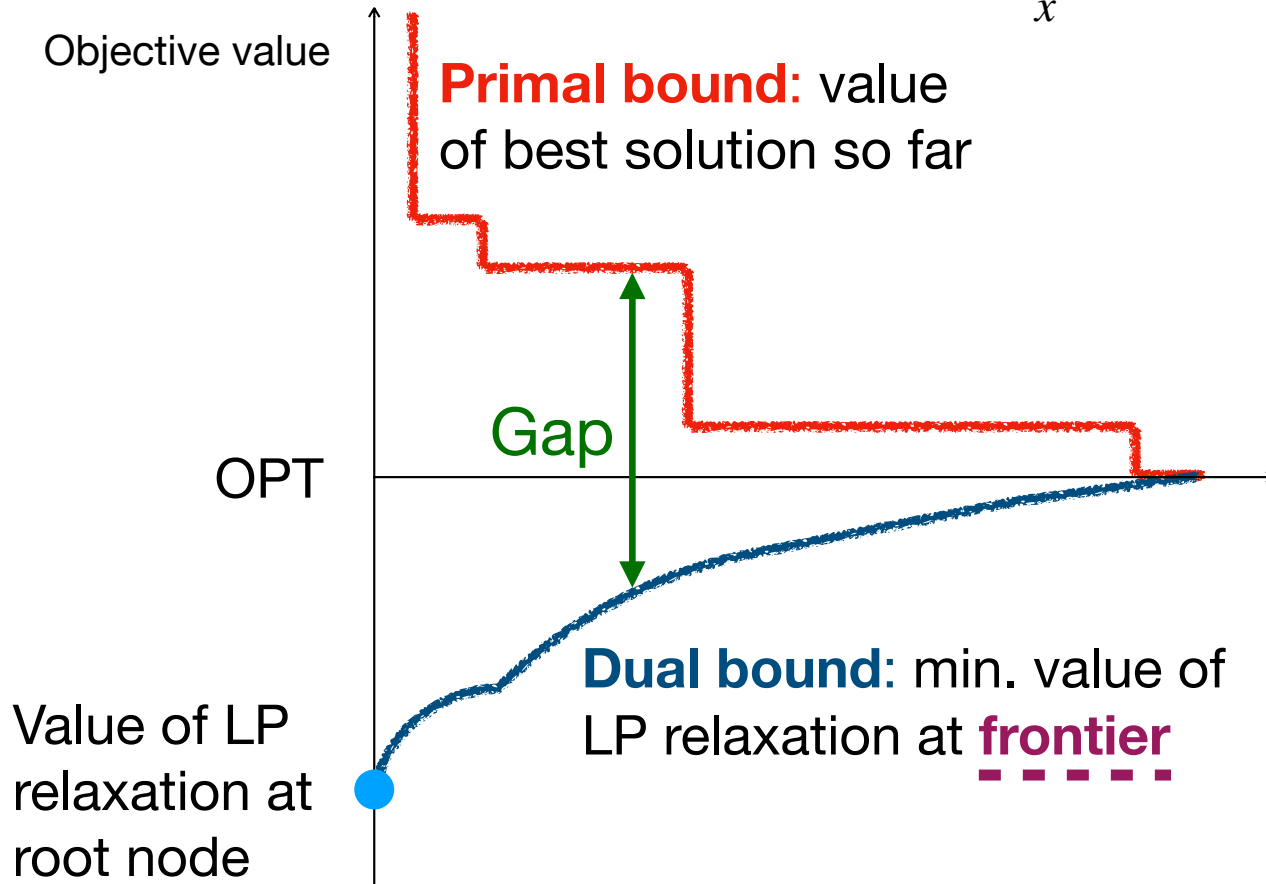 x
Objective value
Primal bound: value
of best solution so far
Gap
OPT
Dual bound: min. value of
LP relaxation at frontier
Value of LP
relaxation at
root node